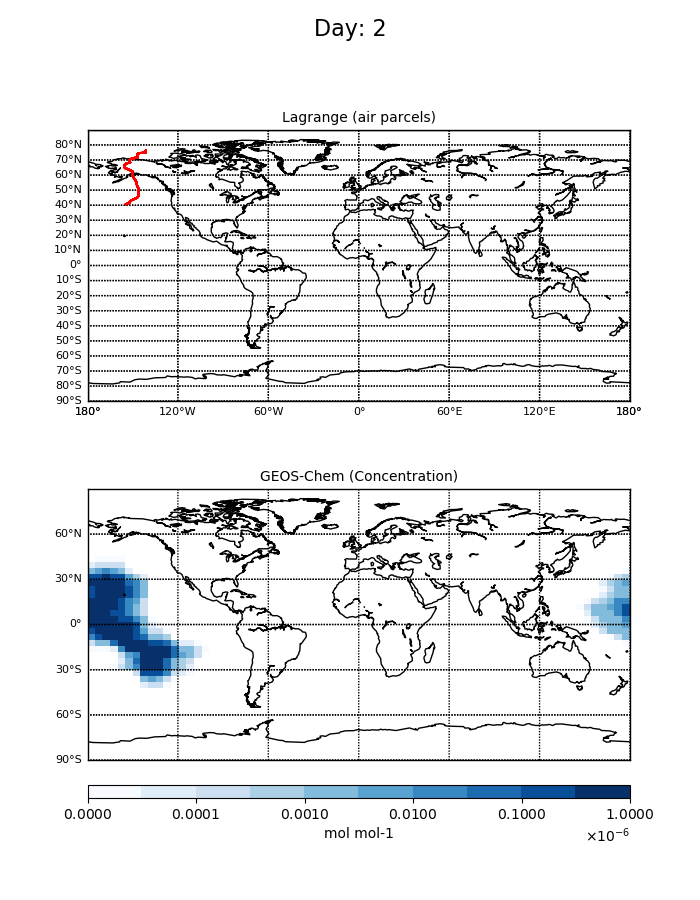 Day: 2
Lagrange (air parcels)
80°N
70°N
60°N
50°N
40°N
30°N
20°N
10°N
0°
10°S
20°S
30°S
40°S
50°S
60°S
70°S
80°S
90°S
180° 120°W 60°W 0° 60°E 120°E 180°
GEOS-Chem (Concentration)
60°N
30°N
0°
30°S
60°S
90°S
0.0000 0.0001 0.0010 0.0100 0.1000 1.0000
mol mol-1 ×10⁻⁶